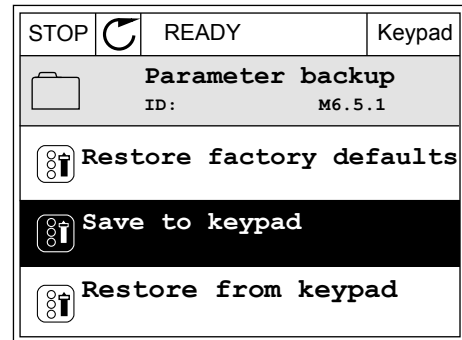 STOP READY Keypad
Parameter backup
ID: M6.5.1
Restore factory defaults
Save to keypad
Restore from keypad